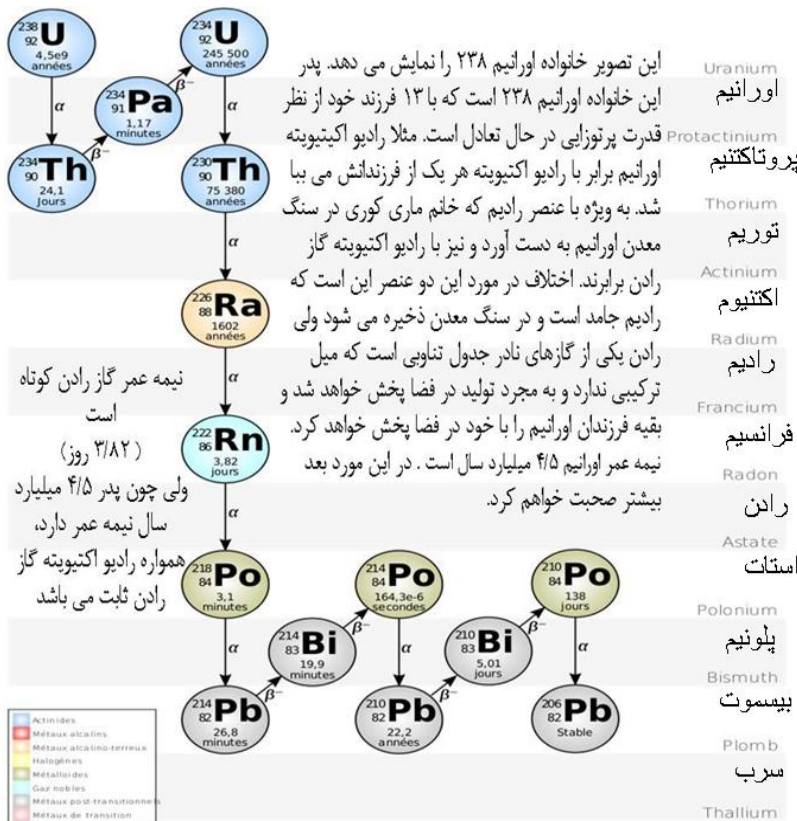 238
92 U
4,5e9
années
234
92 U
245 500
années
234
91 Pa
1,17
minutes
234
90 Th
24,1
Jours
230
90 Th
75 380
années
226
88 Ra
1602
années
222
86 Rn
3,82
jours
218
84 Po
3,1
minutes
214
84 Po
164,3e-6
secondes
210
84 Po
138
jours
214
83 Bi
19,9
minutes
210
83 Bi
5,01
jours
214
82 Pb
26,8
minutes
210
82 Pb
22,2
années
206
82 Pb
Stable
α
β⁻
β⁻
α
α
α
α
α
β⁻
β⁻
α
β⁻
β⁻
α
این تصویر خانواده اورانیم ۲۳۸ را نمایش می دهد. پدر
این خانواده اورانیم ۲۳۸ است که با ۱۳ فرزند خود از نظر
قدرت پرتوزایی در حال تعادل است. مثلا رادیو اکیتیویته
اورانیم برابر با رادیو اکتیویته هر یک از فرزندانش می ببا
شد. به ویژه با عنصر رادیم که خانم ماری کوری در سنگ
معدن اورانیم به دست آورد و نیز با رادیو اکتیویته گاز
رادن برابرند. اختلاف در مورد این دو عنصر این است که
رادیم جامد است و در سنگ معدن ذخیره می شود ولی
رادن یکی از گازهای نادر جدول تناوبی است که میل
ترکیبی ندارد و به مجرد تولید در فضا پخش خواهد شد و
بقیه فرزندان اورانیم را با خود در فضا پخش خواهد کرد.
نیمه عمر اورانیم ۴/۵ میلیارد سال است . در این مورد بعد
بیشتر صحبت خواهم کرد.
نیمه عمر گاز رادن کوتاه
است
( ۳/۸۲ روز)
ولی چون پدر ۴/۵ میلیارد
سال نیمه عمر دارد،
همواره رادیو اکتیویته گاز
رادن ثابت می باشد
Uranium
اورانیم
Protactinium
پروتاکتنیم
Thorium
توریم
Actinium
اکتنیوم
Radium
رادیم
Francium
فرانسیم
Radon
رادن
Astate
استات
Polonium
پلونیم
Bismuth
بیسموت
Plomb
سرب
Thallium
Actinides
Métaux alcalins
Métaux alcalino-terreux
Halogènes
Métalloïdes
Gaz nobles
Métaux post-transitionnels
Métaux de transition